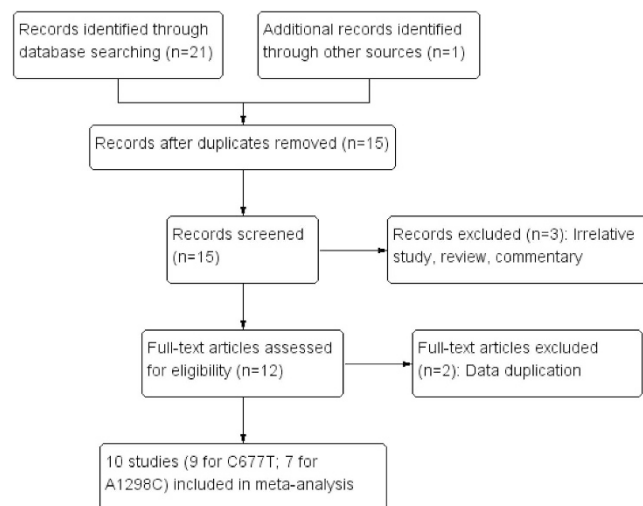 Records identified through
database searching (n=21)
Additional records identified
through other sources (n=1)
Records after duplicates removed (n=15)
Records screened
(n=15)
Records excluded (n=3): Irrelative
study, review, commentary
Full-text articles assessed
for eligibility (n=12)
Full-text articles excluded
(n=2): Data duplication
10 studies (9 for C677T; 7 for
A1298C) included in meta-analysis